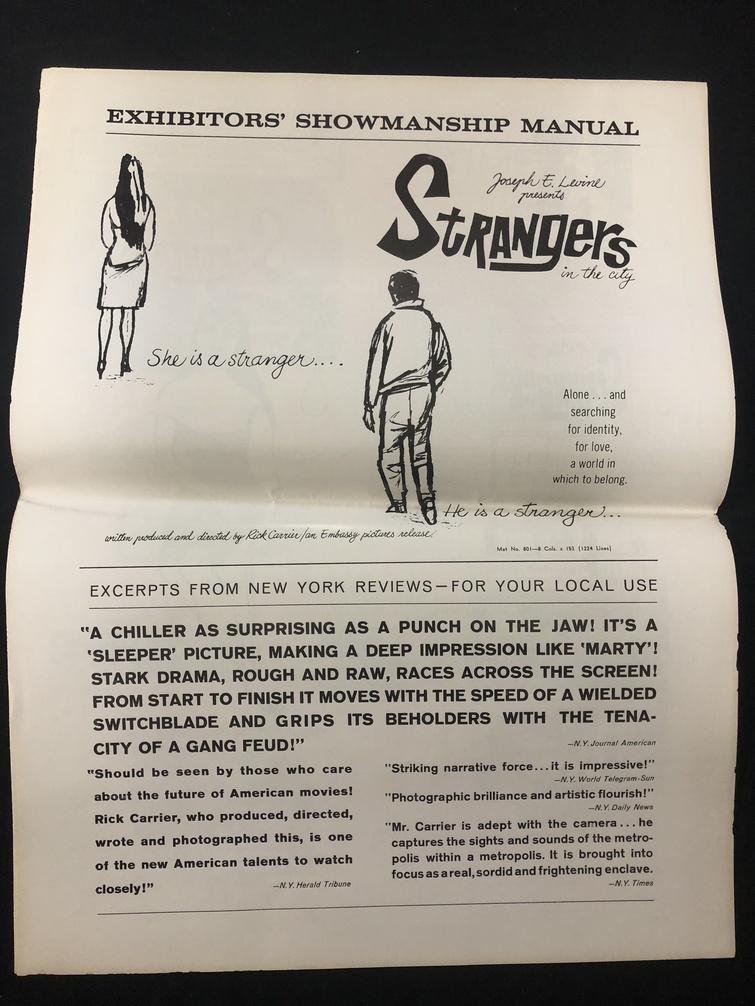 EXHIBITORS' SHOWMANSHIP MANUAL
Joseph E. Levine
presents
STRANgeRS
in the city
She is a stranger....
Alone . . . and
searching
for identity,
for love,
a world in
which to belong.
He is a stranger...
written produced and directed by Rick Carrier/an Embassy pictures release
Mat No. 801—8 Cols. x 153 (1224 Lines)
EXCERPTS FROM NEW YORK REVIEWS—FOR YOUR LOCAL USE
"A CHILLER AS SURPRISING AS A PUNCH ON THE JAW! IT'S A
'SLEEPER' PICTURE, MAKING A DEEP IMPRESSION LIKE 'MARTY'!
STARK DRAMA, ROUGH AND RAW, RACES ACROSS THE SCREEN!
FROM START TO FINISH IT MOVES WITH THE SPEED OF A WIELDED
SWITCHBLADE AND GRIPS ITS BEHOLDERS WITH THE TENA-
CITY OF A GANG FEUD!"
—N.Y. Journal American
"Should be seen by those who care
about the future of American movies!
Rick Carrier, who produced, directed,
wrote and photographed this, is one
of the new American talents to watch
closely!"
—N.Y. Herald Tribune
"Striking narrative force...it is impressive!"
—N.Y. World Telegram-Sun
"Photographic brilliance and artistic flourish!"
—N.Y. Daily News
"Mr. Carrier is adept with the camera...he
captures the sights and sounds of the metro-
polis within a metropolis. It is brought into
focus as a real, sordid and frightening enclave.
—N.Y. Times